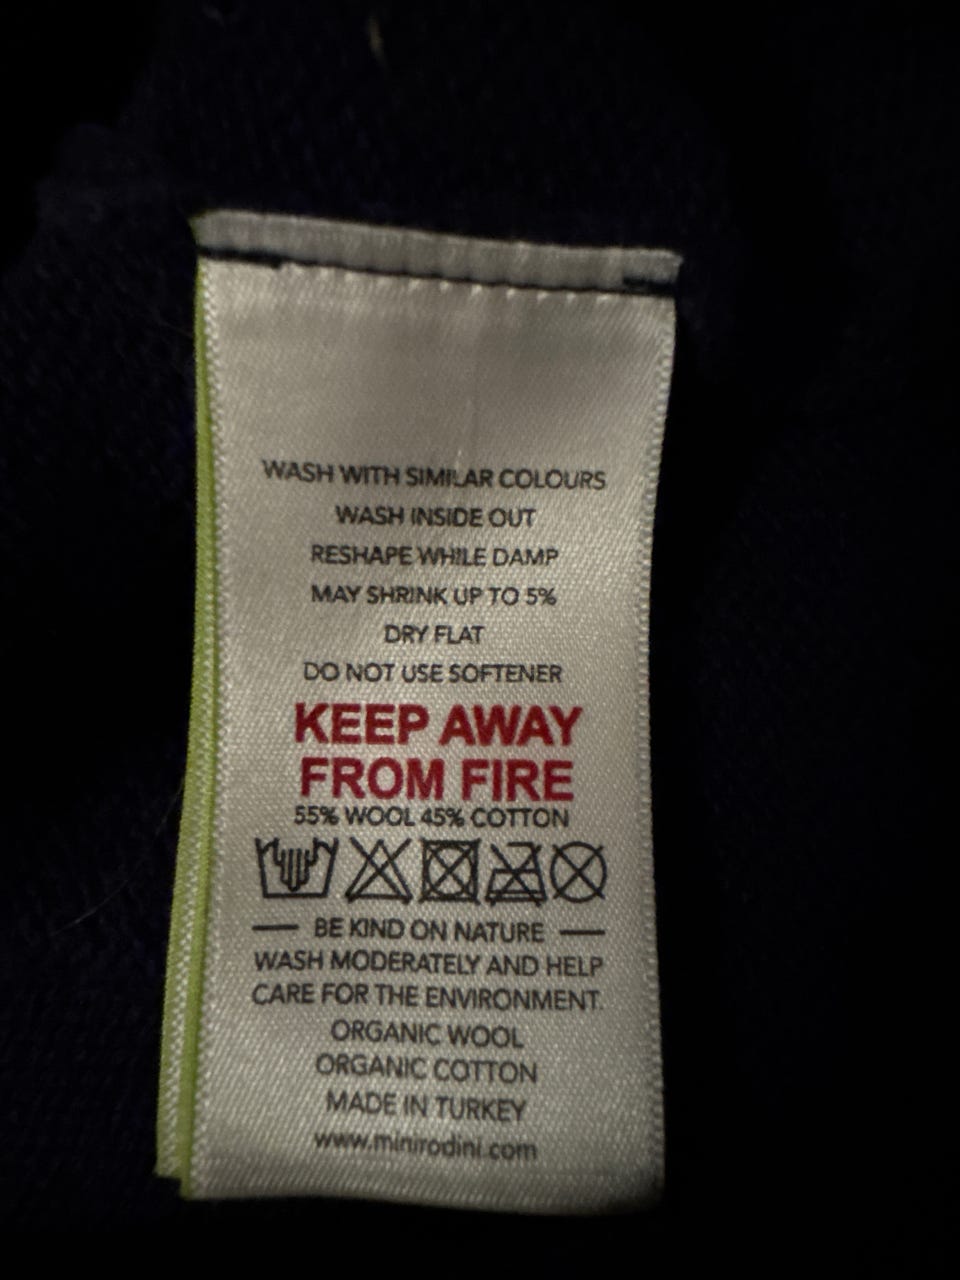 WASH WITH SIMILAR COLOURS
WASH INSIDE OUT
RESHAPE WHILE DAMP
MAY SHRINK UP TO 5%
DRY FLAT
DO NOT USE SOFTENER
KEEP AWAY
FROM FIRE
55% WOOL 45% COTTON
BE KIND ON NATURE
WASH MODERATELY AND HELP
CARE FOR THE ENVIRONMENT.
ORGANIC WOOL
ORGANIC COTTON
MADE IN TURKEY
www.minirodini.com